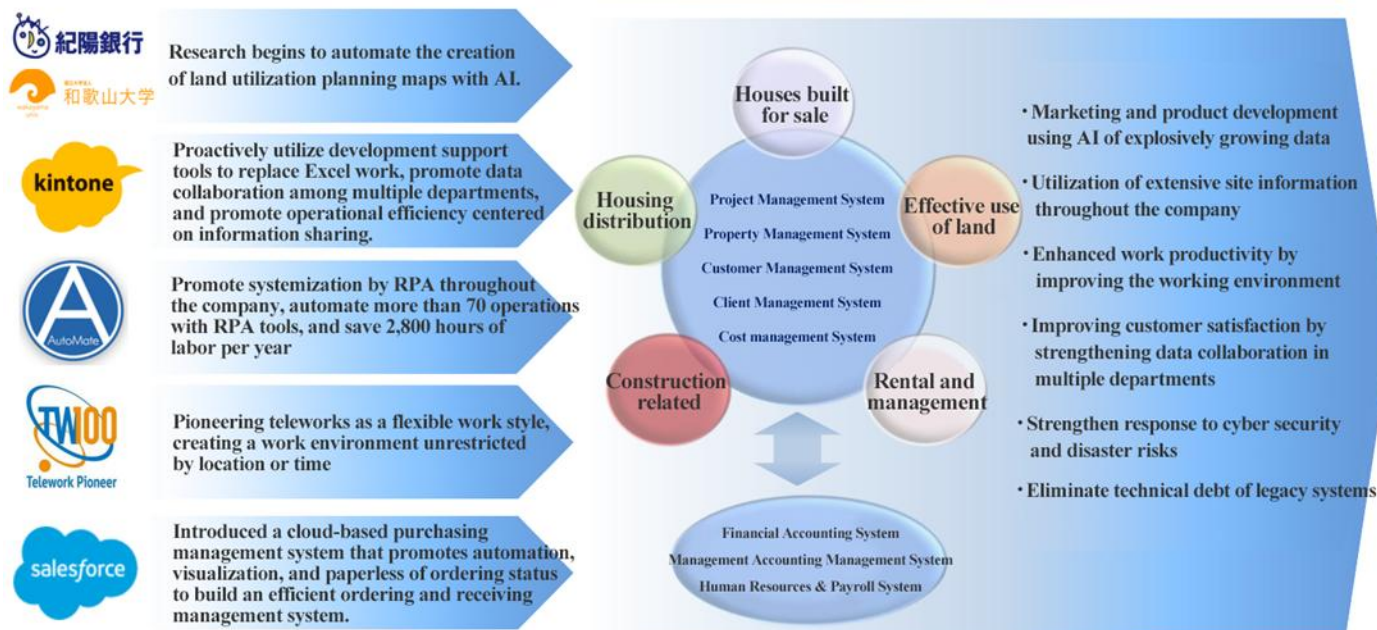 紀陽銀行
和歌山大学
Research begins to automate the creation
of land utilization planning maps with AI.
kintone
Proactively utilize development support
tools to replace Excel work, promote data
collaboration among multiple departments,
and promote operational efficiency centered
on information sharing.
A
AutoMate
Promote systemization by RPA throughout
the company, automate more than 70 operations
with RPA tools, and save 2,800 hours of
labor per year
TW100
Telework Pioneer
Pioneering teleworks as a flexible work style,
creating a work environment unrestricted
by location or time
salesforce
Introduced a cloud-based purchasing
management system that promotes automation,
visualization, and paperless of ordering status
to build an efficient ordering and receiving
management system.
Houses built
for sale
Housing
distribution
Effective use
of land
Project Management System
Property Management System
Customer Management System
Client Management System
Cost management System
Construction
related
Rental and
management
Financial Accounting System
Management Accounting Management System
Human Resources & Payroll System
・Marketing and product development
using AI of explosively growing data
・Utilization of extensive site information
throughout the company
・Enhanced work productivity by
improving the working environment
・Improving customer satisfaction by
strengthening data collaboration in
multiple departments
・Strengthen response to cyber security
and disaster risks
・Eliminate technical debt of legacy systems